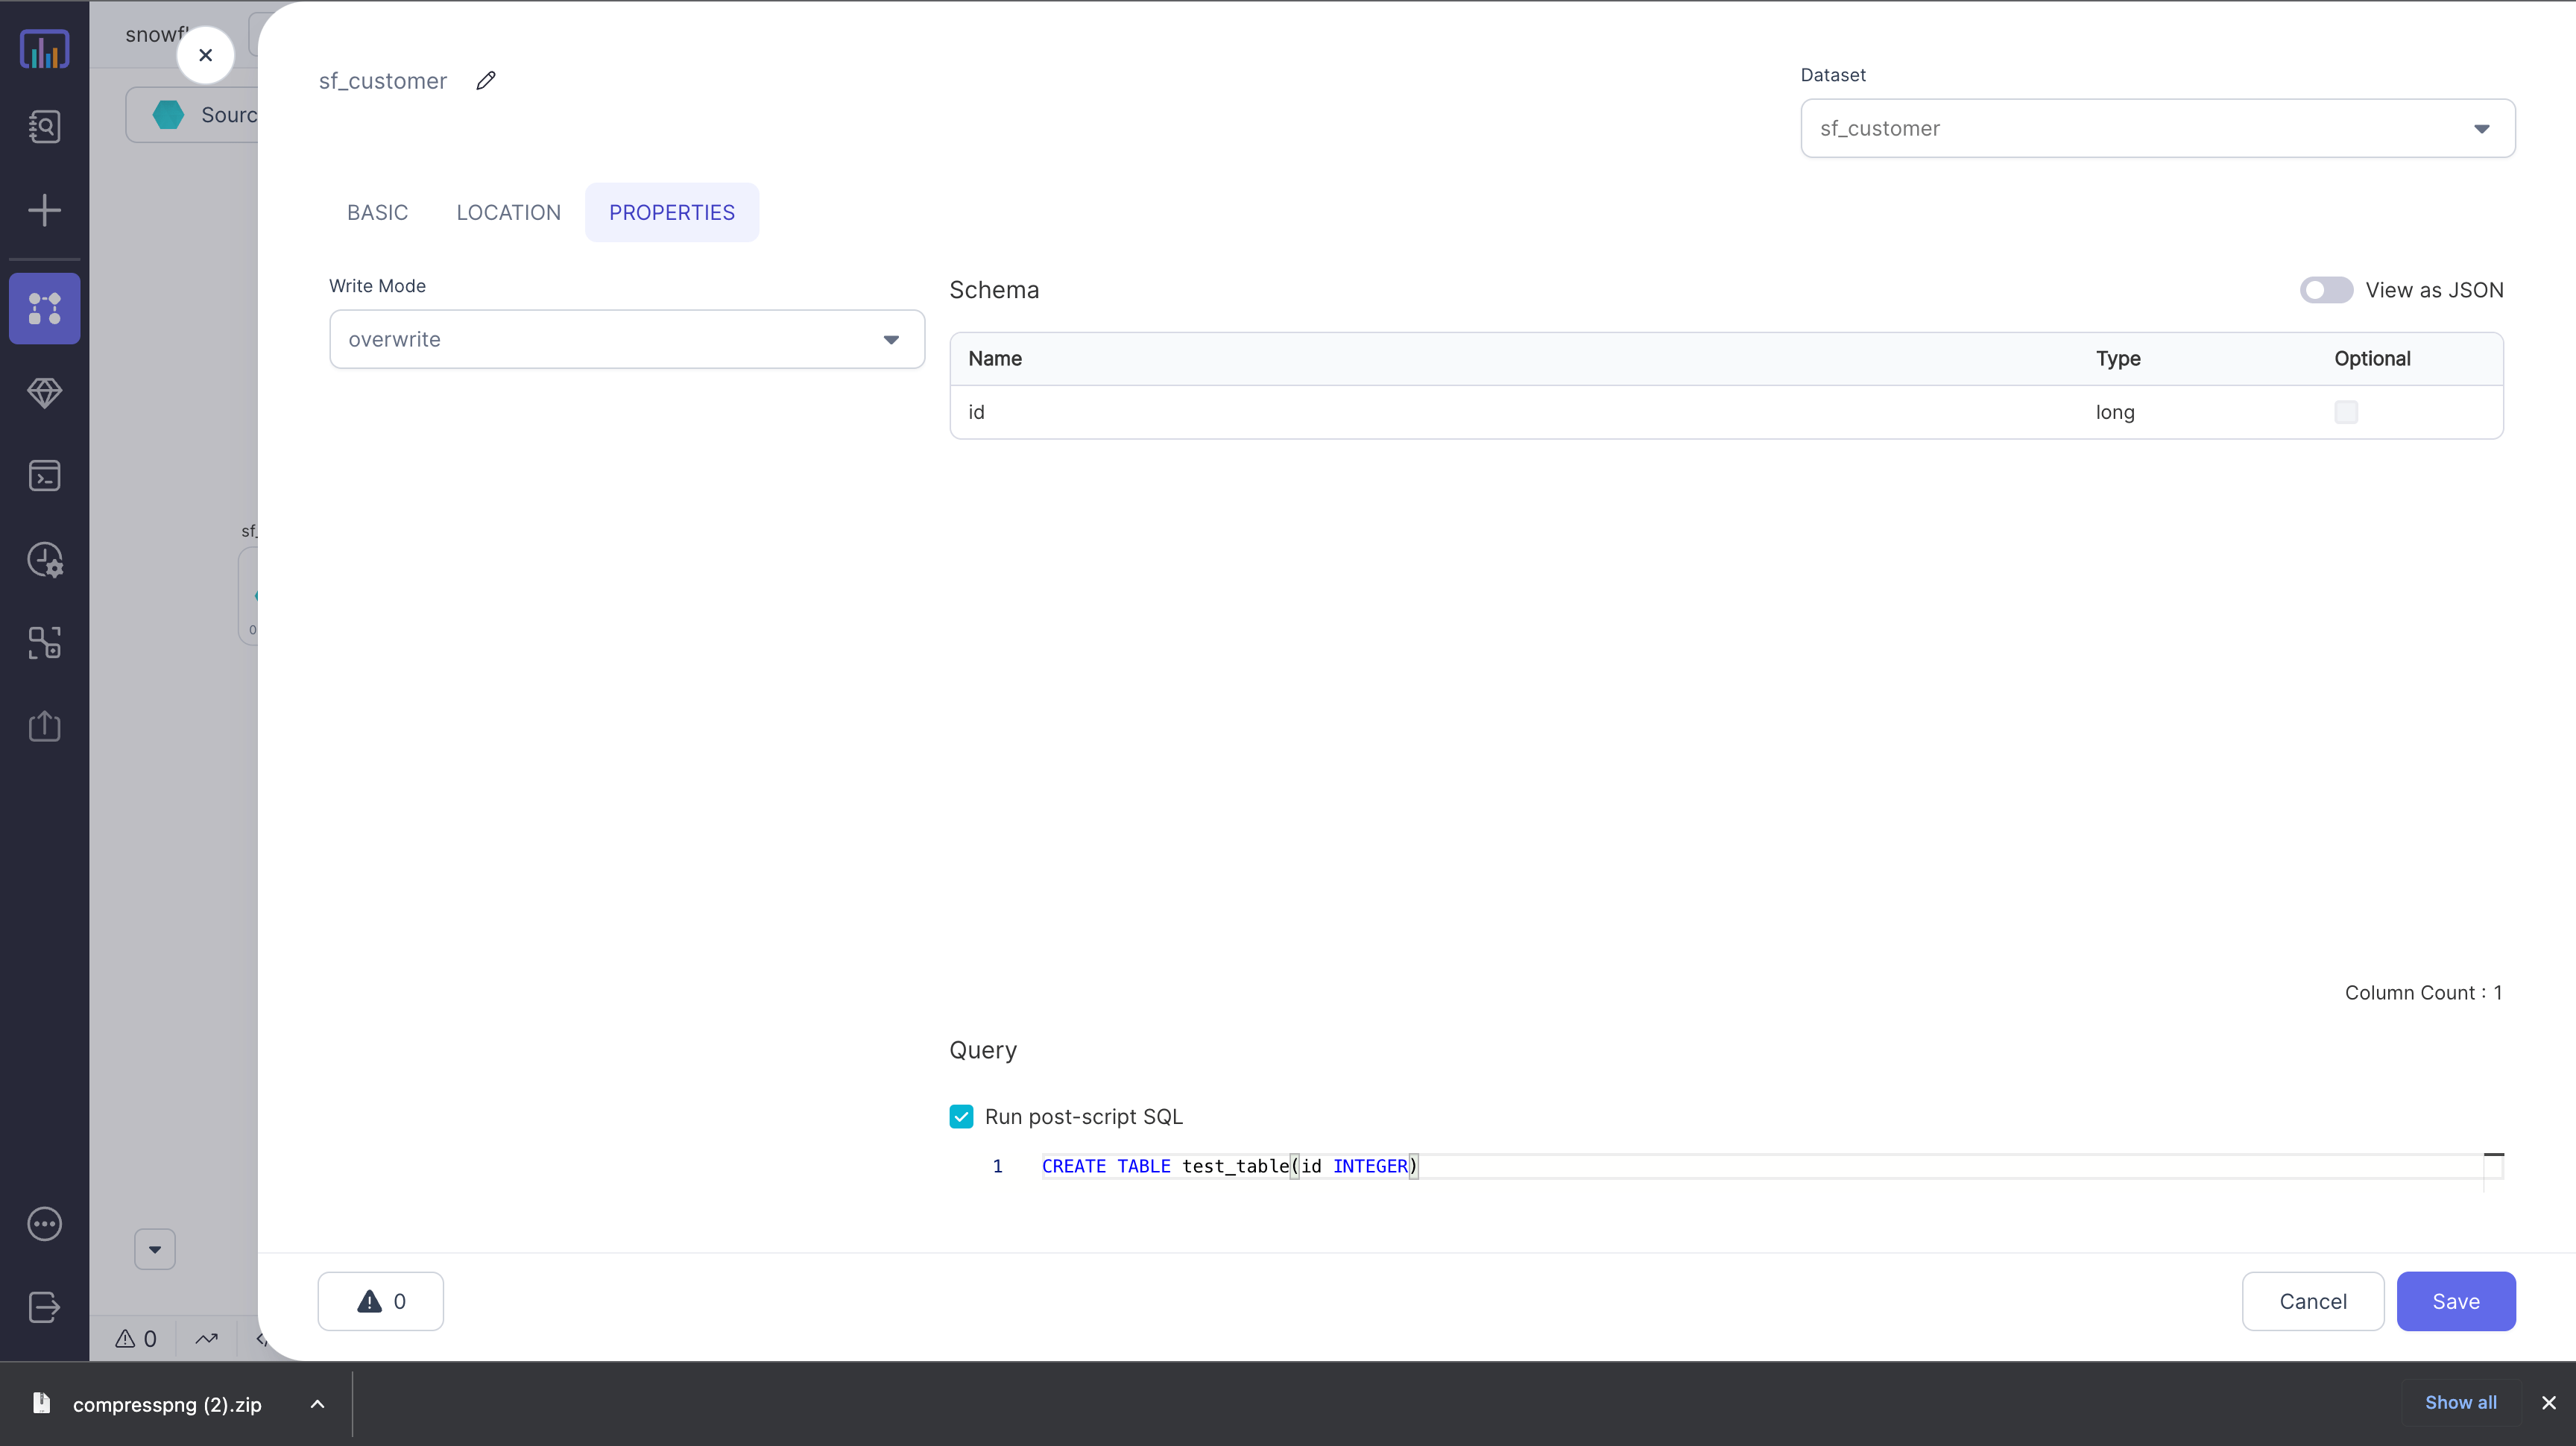 snowfl
Sourc
sf_
0
0
sf_customer
Dataset
sf_customer
BASIC LOCATION PROPERTIES
Write Mode
overwrite
Schema
View as JSON
Name Type Optional
id long
Column Count : 1
Query
Run post-script SQL
1 CREATE TABLE test_table(id INTEGER)
0
Cancel Save
compresspng (2).zip
Show all